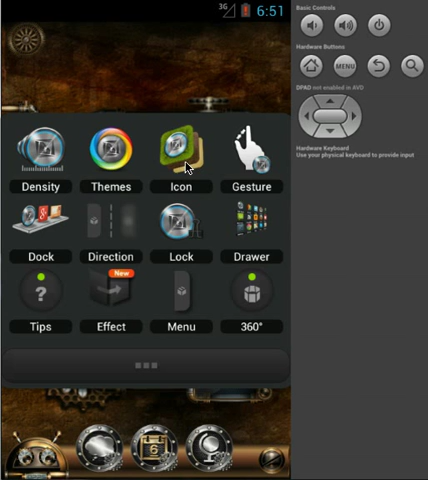 3G 6:51
Basic Controls
Hardware Buttons
MENU
DPAD not enabled in AVD
Hardware Keyboard
Use your physical keyboard to provide input
Density Themes Icon Gesture
Dock Direction Lock Drawer
New
Tips Effect Menu 360°
6